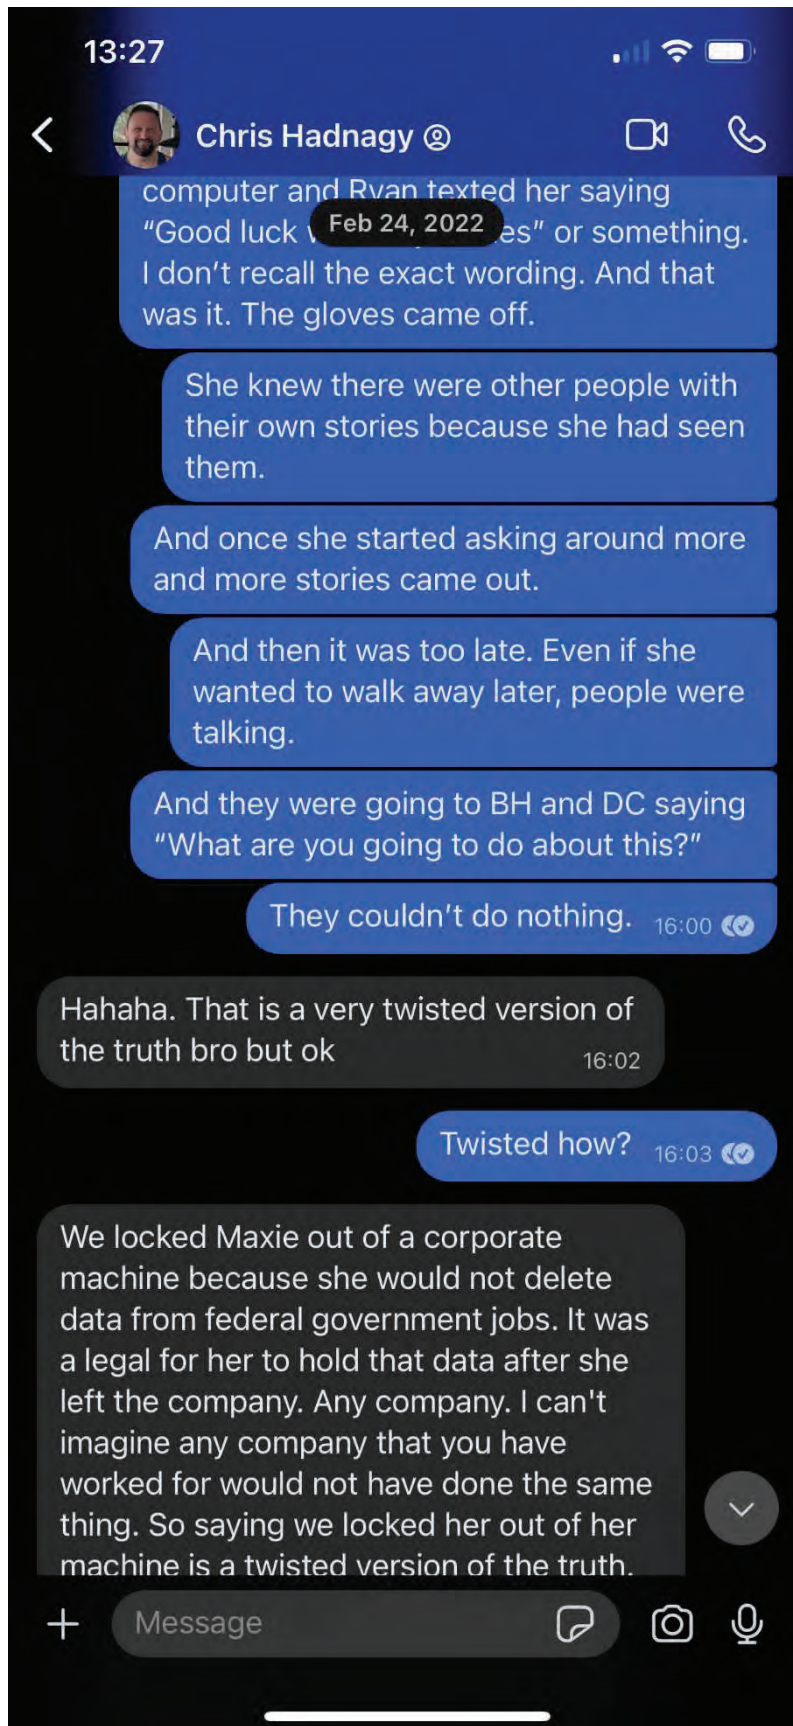 13:27
Chris Hadnagy
computer and Ryan texted her saying
Feb 24, 2022
“Good luck es” or something.
I don’t recall the exact wording. And that
was it. The gloves came off.
She knew there were other people with
their own stories because she had seen
them.
And once she started asking around more
and more stories came out.
And then it was too late. Even if she
wanted to walk away later, people were
talking.
And they were going to BH and DC saying
“What are you going to do about this?”
They couldn’t do nothing. 16:00
Hahaha. That is a very twisted version of
the truth bro but ok 16:02
Twisted how? 16:03
We locked Maxie out of a corporate
machine because she would not delete
data from federal government jobs. It was
a legal for her to hold that data after she
left the company. Any company. I can't
imagine any company that you have
worked for would not have done the same
thing. So saying we locked her out of her
machine is a twisted version of the truth.
Message